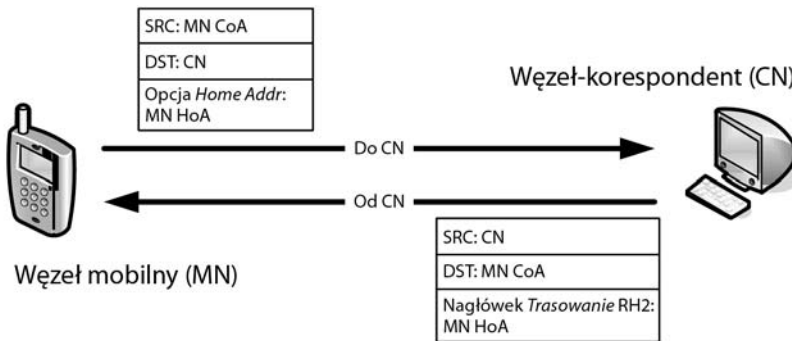 SRC: MN CoA
DST: CN
Opcja Home Addr:
MN HoA
Węzeł-korespondent (CN)
Do CN
Od CN
Węzeł mobilny (MN)
SRC: CN
DST: MN CoA
Nagłówek Trasowanie RH2:
MN HoA